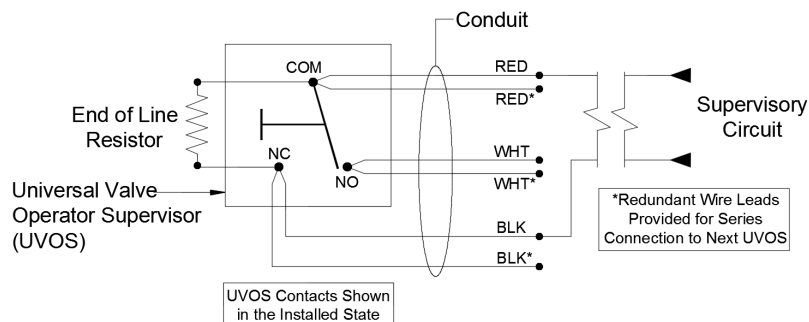 Conduit
COM
RED
RED*
End of Line
Resistor
Supervisory
Circuit
NC
NO
WHT
WHT*
Universal Valve
Operator Supervisor
(UVOS)
*Redundant Wire Leads
Provided for Series
Connection to Next UVOS
BLK
BLK*
UVOS Contacts Shown
in the Installed State